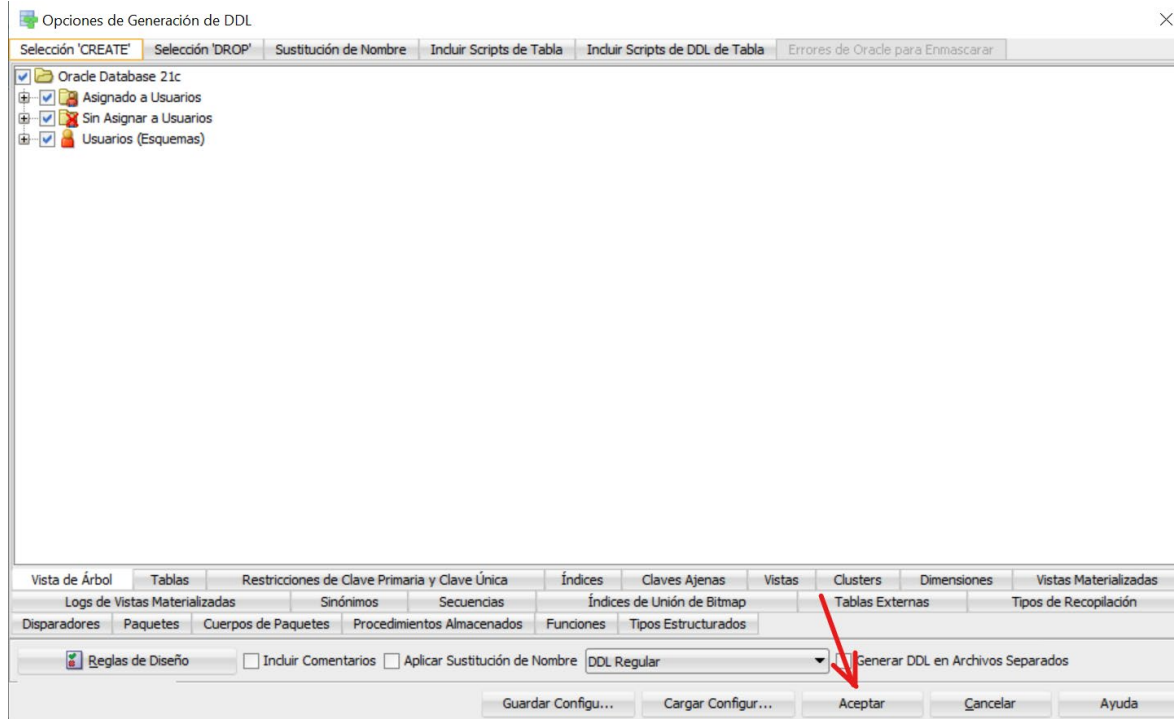 Opciones de Generación de DDL
Selección 'CREATE' Selección 'DROP' Sustitución de Nombre Incluir Scripts de Tabla Incluir Scripts de DDL de Tabla Errores de Oracle para Enmascarar
Oracle Database 21c
Asignado a Usuarios
Sin Asignar a Usuarios
Usuarios (Esquemas)
Vista de Árbol Tablas Restricciones de Clave Primaria y Clave Única Índices Claves Ajenas Vistas Clusters Dimensiones Vistas Materializadas
Logs de Vistas Materializadas Sinónimos Secuencias Índices de Unión de Bitmap Tablas Externas Tipos de Recopilación
Disparadores Paquetes Cuerpos de Paquetes Procedimientos Almacenados Funciones Tipos Estructurados
Reglas de Diseño Incluir Comentarios Aplicar Sustitución de Nombre DDL Regular Generar DDL en Archivos Separados
Guardar Configu... Cargar Configur... Aceptar Cancelar Ayuda